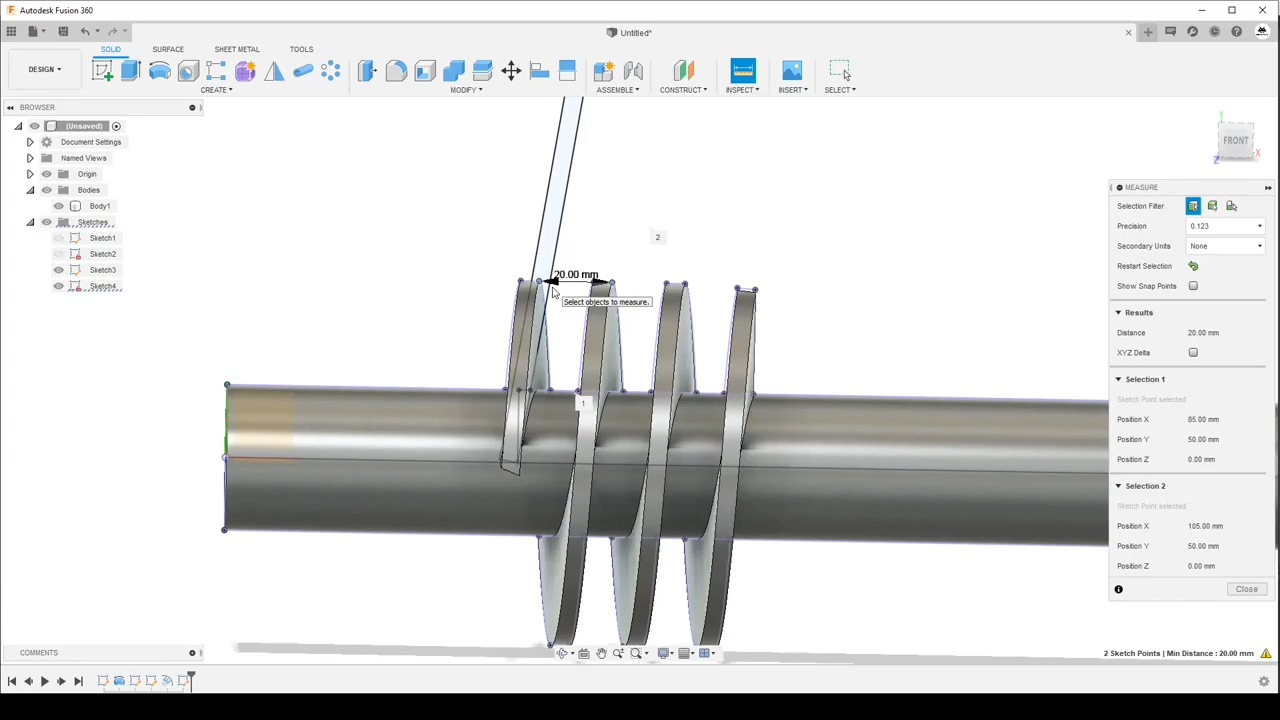 Autodesk Fusion 360
Untitled*
DESIGN
SOLID SURFACE SHEET METAL TOOLS
CREATE MODIFY ASSEMBLE CONSTRUCT INSPECT INSERT SELECT
BROWSER
(Unsaved)
Document Settings
Named Views
Origin
Bodies
Body1
Sketches
Sketch1
Sketch2
Sketch3
Sketch4
Y
FRONT
X
Z
2
20.00 mm
Select objects to measure.
1
MEASURE
Selection Filter
Precision 0.123
Secondary Units None
Restart Selection
Show Snap Points
Results
Distance 20.00 mm
XYZ Delta
Selection 1
Sketch Point selected
Position X 85.00 mm
Position Y 50.00 mm
Position Z 0.00 mm
Selection 2
Sketch Point selected
Position X 105.00 mm
Position Y 50.00 mm
Position Z 0.00 mm
Close
COMMENTS
2 Sketch Points | Min Distance : 20.00 mm